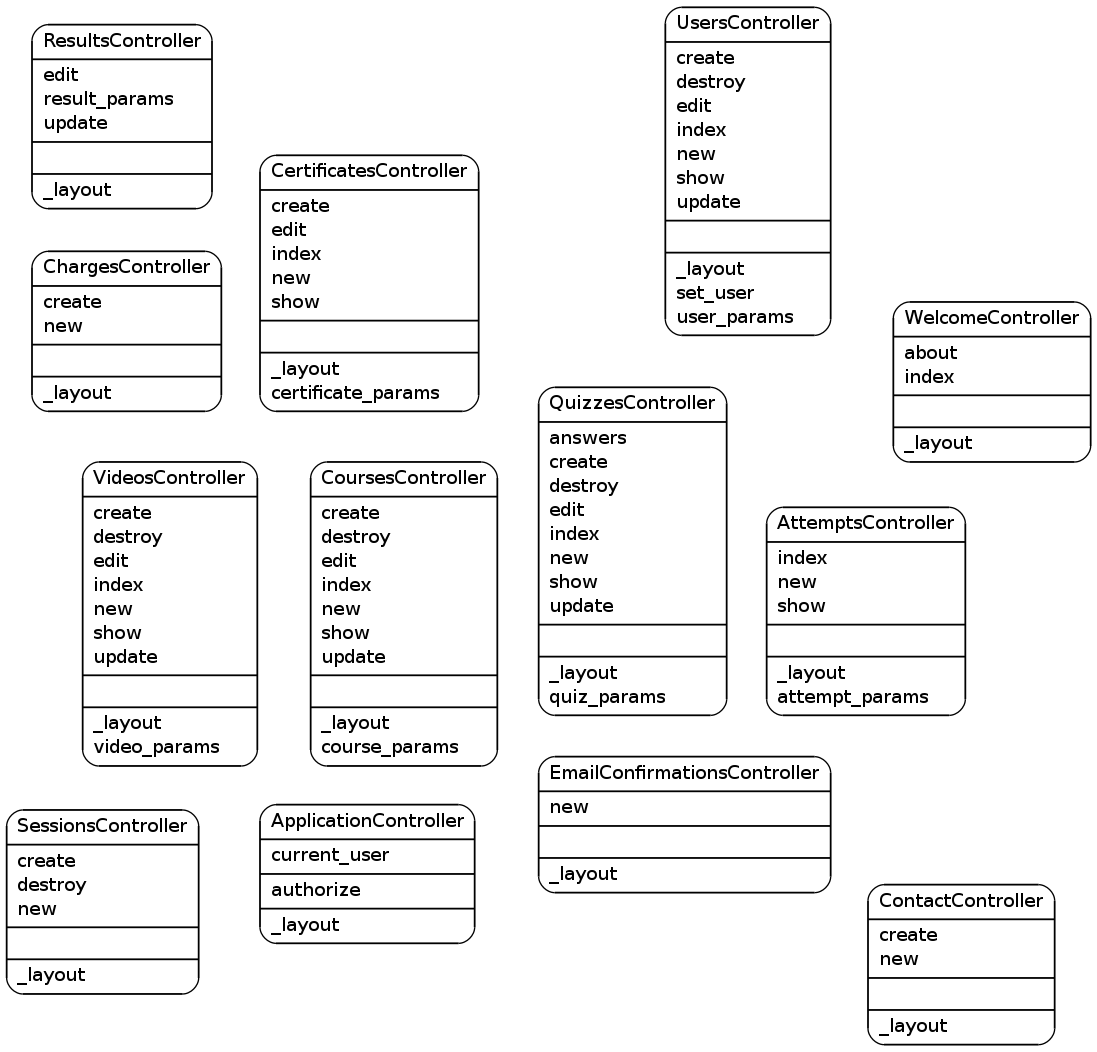 ResultsController
edit
result_params
update
_layout
UsersController
create
destroy
edit
index
new
show
update
_layout
set_user
user_params
CertificatesController
create
edit
index
new
show
_layout
certificate_params
ChargesController
create
new
_layout
WelcomeController
about
index
_layout
QuizzesController
answers
create
destroy
edit
index
new
show
update
_layout
quiz_params
VideosController
create
destroy
edit
index
new
show
update
_layout
video_params
CoursesController
create
destroy
edit
index
new
show
update
_layout
course_params
AttemptsController
index
new
show
_layout
attempt_params
EmailConfirmationsController
new
_layout
SessionsController
create
destroy
new
_layout
ApplicationController
current_user
authorize
_layout
ContactController
create
new
_layout